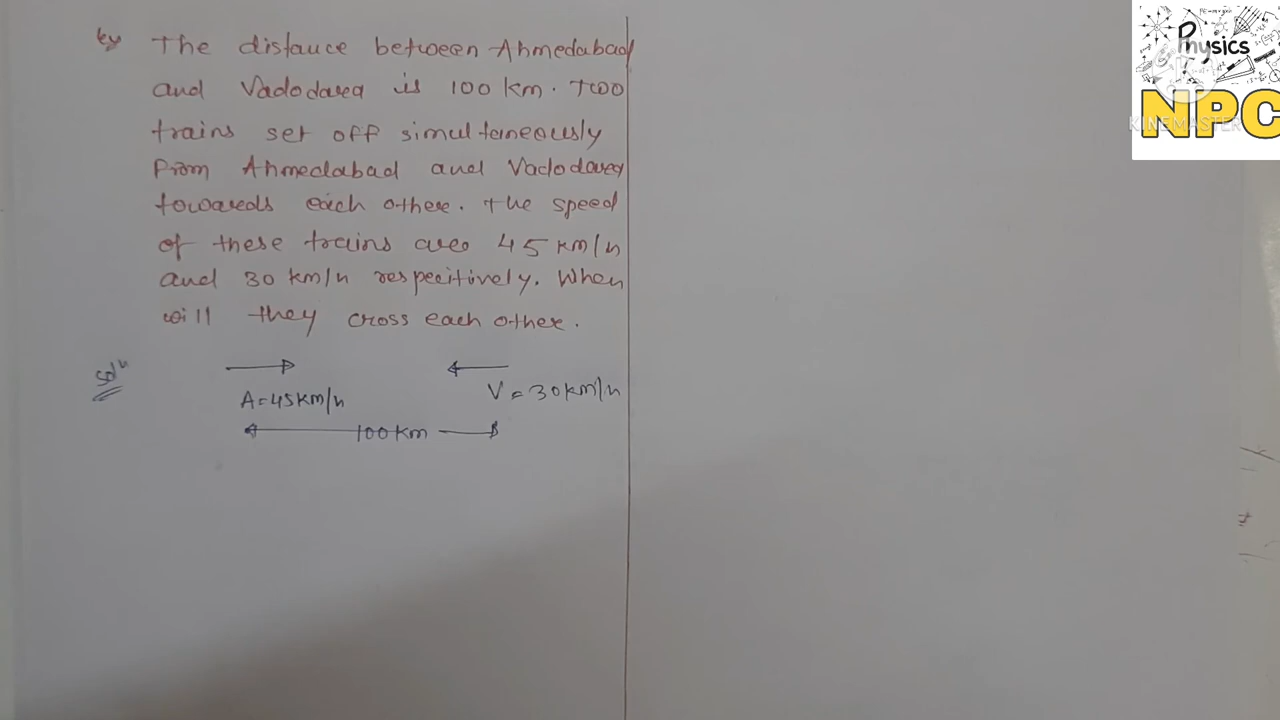 Ex The distance between Ahmedabad
and Vadodara is 100 km. Two
trains set off simultaneously
from Ahmedabad and Vadodara
towards each other. The speed
of these trains are 45 km/h
and 30 km/h respectively. When
will they cross each other.
Solⁿ
A=45km/h
V=30km/h
100km
Physics
NPC
KINEMASTER